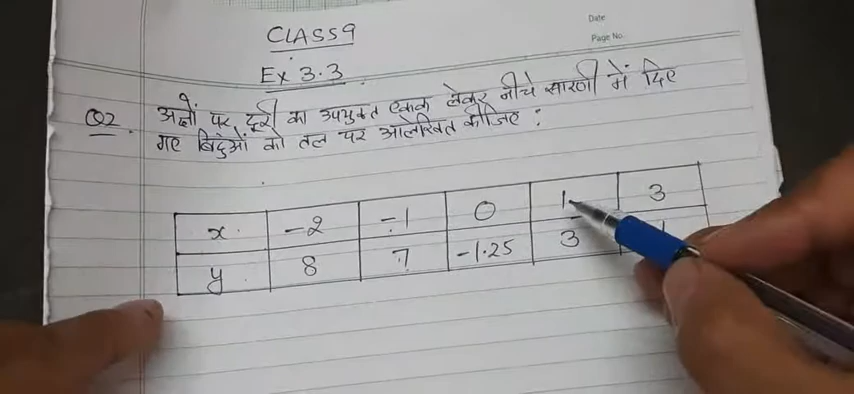 Date
Page No.
CLASS 9
Ex 3.3
Q2. अक्षों पर दूरी का उपयुक्त एकक लेकर नीचे सारणी में दिए
गए बिंदुओं को तल पर आलेखित कीजिए :
x -2 -1 0 1 3
y 8 7 -1.25 3